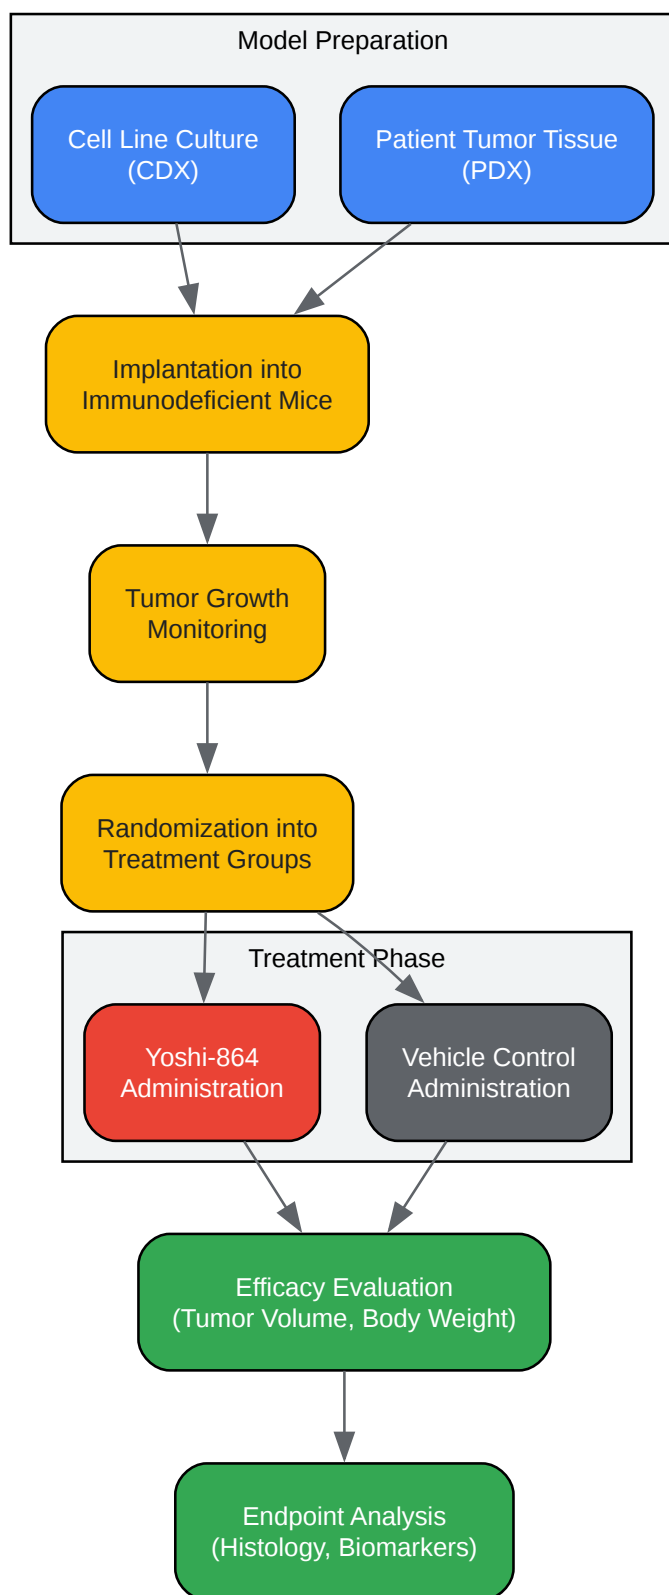 Model Preparation
Cell Line Culture
(CDX)
Patient Tumor Tissue
(PDX)
Implantation into
Immunodeficient Mice
Tumor Growth
Monitoring
Randomization into
Treatment Groups
Treatment Phase
Yoshi-864
Administration
Vehicle Control
Administration
Efficacy Evaluation
(Tumor Volume, Body Weight)
Endpoint Analysis
(Histology, Biomarkers)